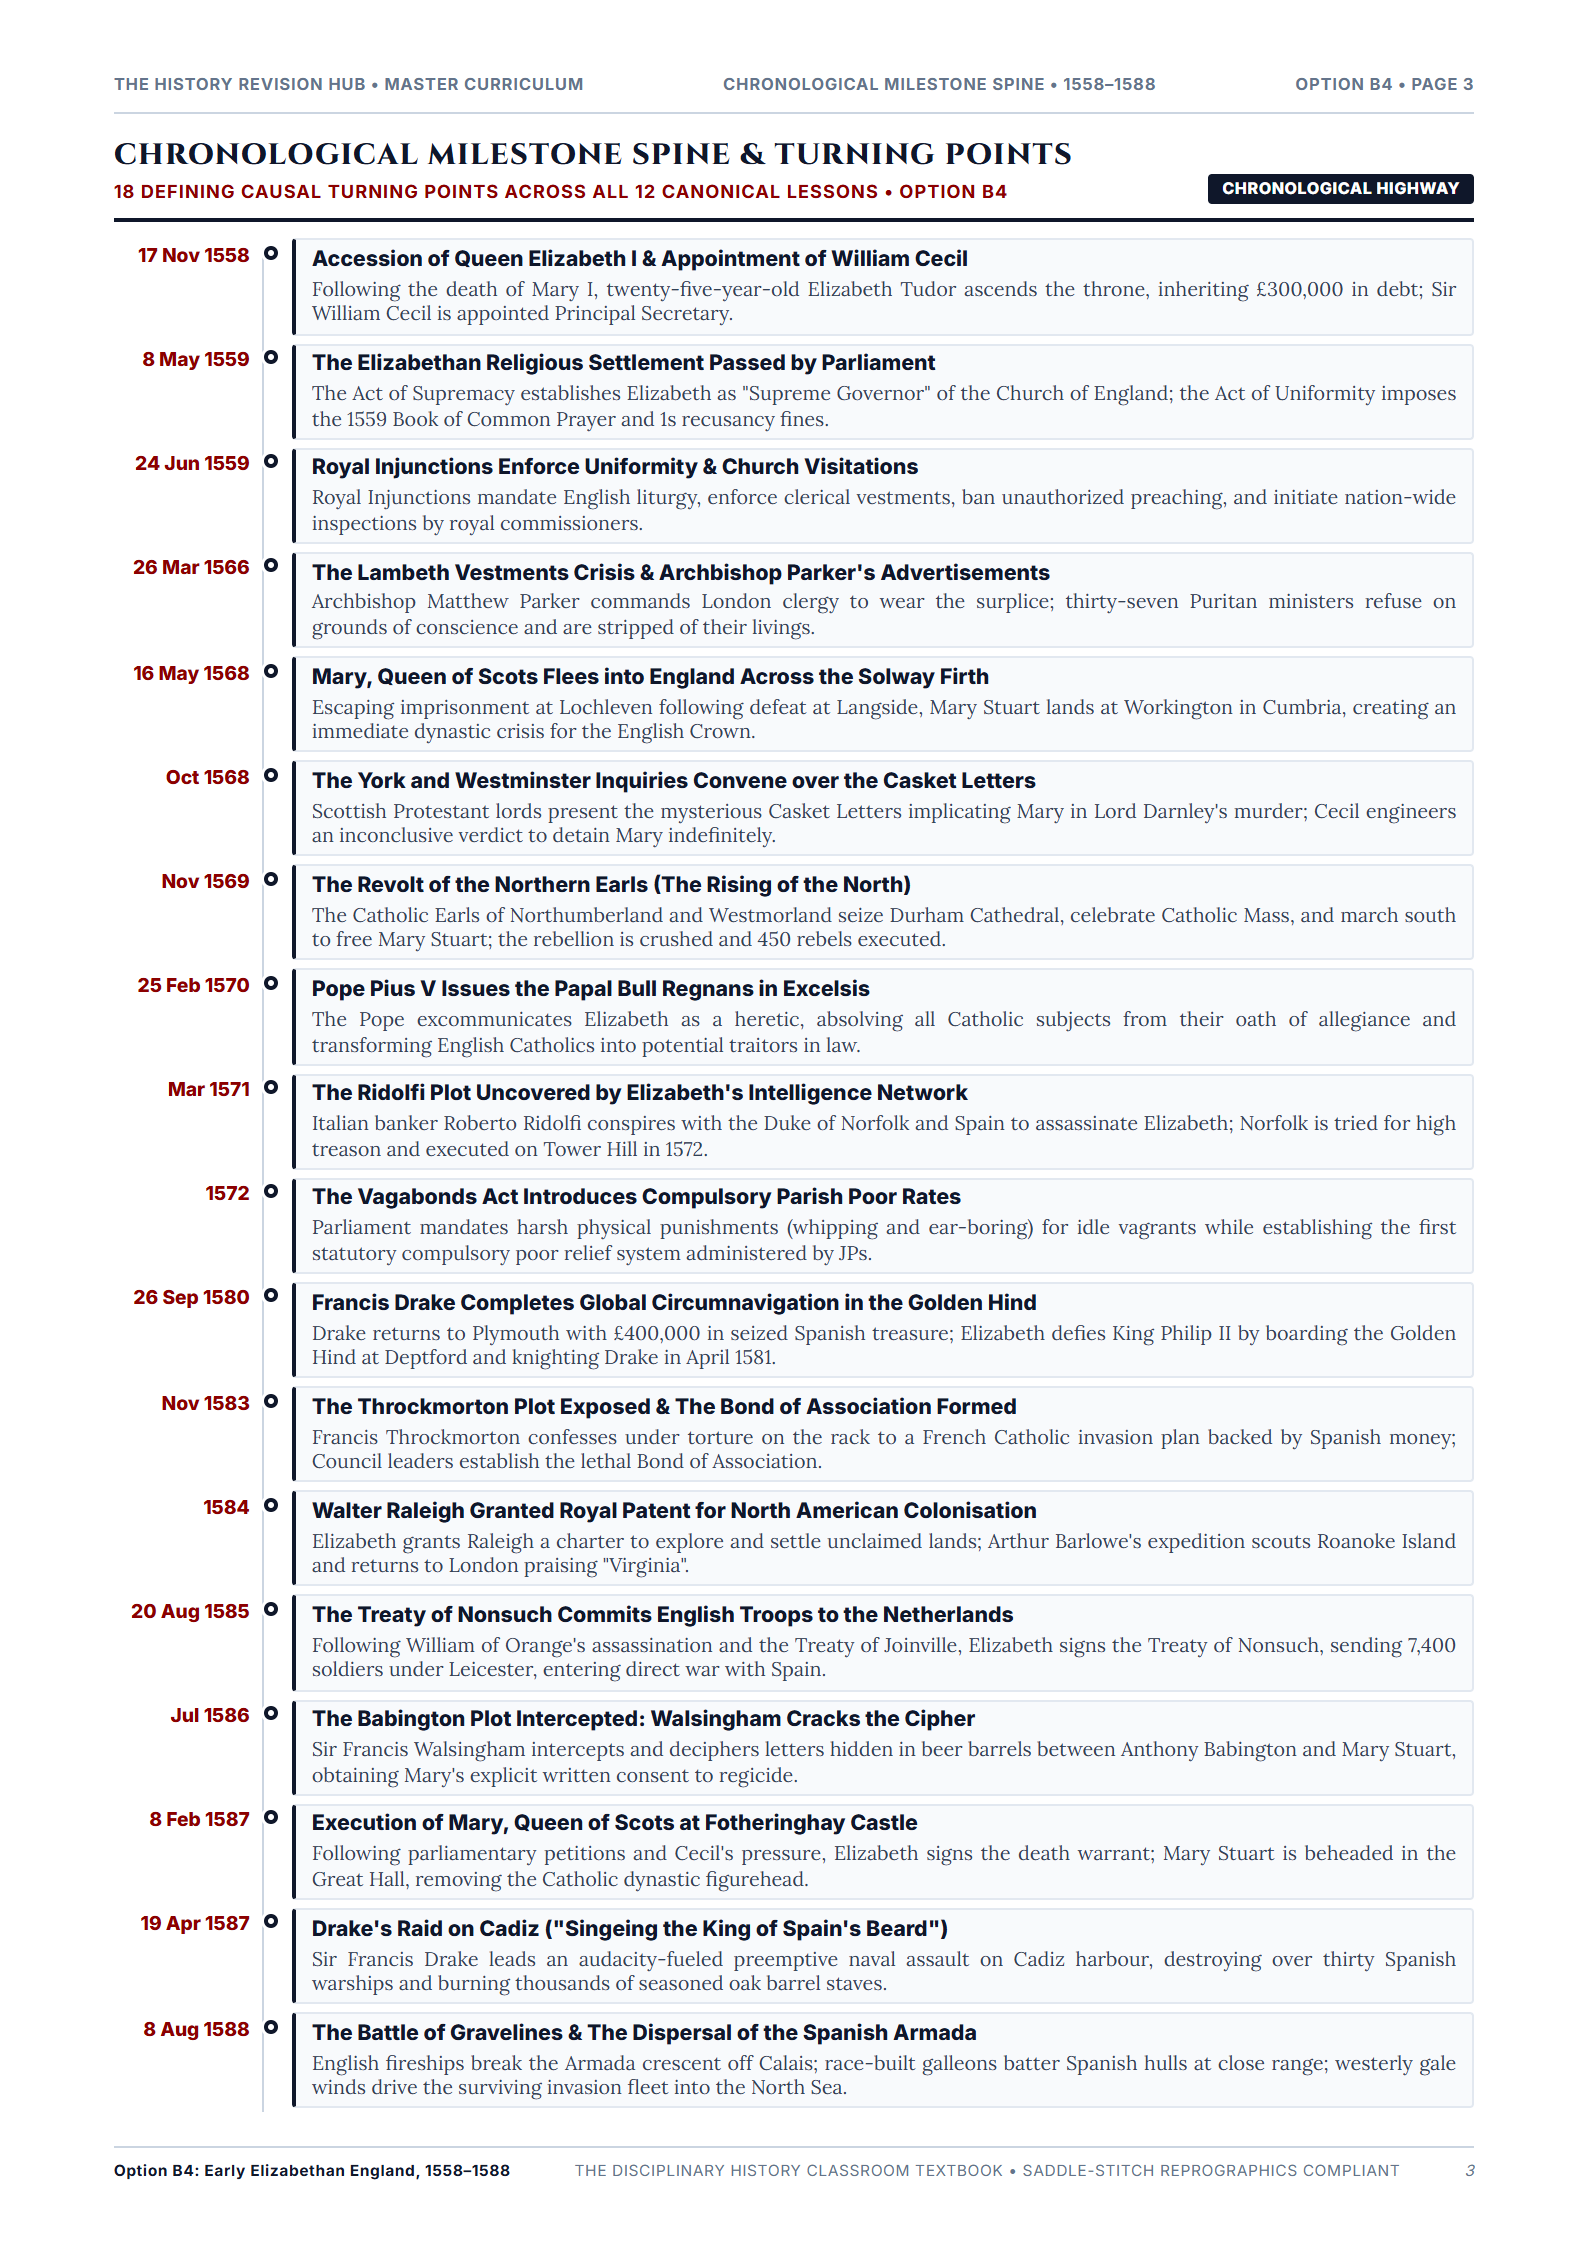 THE HISTORY REVISION HUB • MASTER CURRICULUM
CHRONOLOGICAL MILESTONE SPINE • 1558–1588
OPTION B4 • PAGE 3
CHRONOLOGICAL MILESTONE SPINE & TURNING POINTS
18 DEFINING CAUSAL TURNING POINTS ACROSS ALL 12 CANONICAL LESSONS • OPTION B4
CHRONOLOGICAL HIGHWAY
17 Nov 1558
Accession of Queen Elizabeth I & Appointment of William Cecil
Following the death of Mary I, twenty-five-year-old Elizabeth Tudor ascends the throne, inheriting £300,000 in debt; Sir
William Cecil is appointed Principal Secretary.
8 May 1559
The Elizabethan Religious Settlement Passed by Parliament
The Act of Supremacy establishes Elizabeth as "Supreme Governor" of the Church of England; the Act of Uniformity imposes
the 1559 Book of Common Prayer and 1s recusancy fines.
24 Jun 1559
Royal Injunctions Enforce Uniformity & Church Visitations
Royal Injunctions mandate English liturgy, enforce clerical vestments, ban unauthorized preaching, and initiate nation-wide
inspections by royal commissioners.
26 Mar 1566
The Lambeth Vestments Crisis & Archbishop Parker's Advertisements
Archbishop Matthew Parker commands London clergy to wear the surplice; thirty-seven Puritan ministers refuse on
grounds of conscience and are stripped of their livings.
16 May 1568
Mary, Queen of Scots Flees into England Across the Solway Firth
Escaping imprisonment at Lochleven following defeat at Langside, Mary Stuart lands at Workington in Cumbria, creating an
immediate dynastic crisis for the English Crown.
Oct 1568
The York and Westminster Inquiries Convene over the Casket Letters
Scottish Protestant lords present the mysterious Casket Letters implicating Mary in Lord Darnley's murder; Cecil engineers
an inconclusive verdict to detain Mary indefinitely.
Nov 1569
The Revolt of the Northern Earls (The Rising of the North)
The Catholic Earls of Northumberland and Westmorland seize Durham Cathedral, celebrate Catholic Mass, and march south
to free Mary Stuart; the rebellion is crushed and 450 rebels executed.
25 Feb 1570
Pope Pius V Issues the Papal Bull Regnans in Excelsis
The Pope excommunicates Elizabeth as a heretic, absolving all Catholic subjects from their oath of allegiance and
transforming English Catholics into potential traitors in law.
Mar 1571
The Ridolfi Plot Uncovered by Elizabeth's Intelligence Network
Italian banker Roberto Ridolfi conspires with the Duke of Norfolk and Spain to assassinate Elizabeth; Norfolk is tried for high
treason and executed on Tower Hill in 1572.
1572
The Vagabonds Act Introduces Compulsory Parish Poor Rates
Parliament mandates harsh physical punishments (whipping and ear-boring) for idle vagrants while establishing the first
statutory compulsory poor relief system administered by JPs.
26 Sep 1580
Francis Drake Completes Global Circumnavigation in the Golden Hind
Drake returns to Plymouth with £400,000 in seized Spanish treasure; Elizabeth defies King Philip II by boarding the Golden
Hind at Deptford and knighting Drake in April 1581.
Nov 1583
The Throckmorton Plot Exposed & The Bond of Association Formed
Francis Throckmorton confesses under torture on the rack to a French Catholic invasion plan backed by Spanish money;
Council leaders establish the lethal Bond of Association.
1584
Walter Raleigh Granted Royal Patent for North American Colonisation
Elizabeth grants Raleigh a charter to explore and settle unclaimed lands; Arthur Barlowe's expedition scouts Roanoke Island
and returns to London praising "Virginia".
20 Aug 1585
The Treaty of Nonsuch Commits English Troops to the Netherlands
Following William of Orange's assassination and the Treaty of Joinville, Elizabeth signs the Treaty of Nonsuch, sending 7,400
soldiers under Leicester, entering direct war with Spain.
Jul 1586
The Babington Plot Intercepted: Walsingham Cracks the Cipher
Sir Francis Walsingham intercepts and deciphers letters hidden in beer barrels between Anthony Babington and Mary Stuart,
obtaining Mary's explicit written consent to regicide.
8 Feb 1587
Execution of Mary, Queen of Scots at Fotheringhay Castle
Following parliamentary petitions and Cecil's pressure, Elizabeth signs the death warrant; Mary Stuart is beheaded in the
Great Hall, removing the Catholic dynastic figurehead.
19 Apr 1587
Drake's Raid on Cadiz ("Singeing the King of Spain's Beard")
Sir Francis Drake leads an audacity-fueled preemptive naval assault on Cadiz harbour, destroying over thirty Spanish
warships and burning thousands of seasoned oak barrel staves.
8 Aug 1588
The Battle of Gravelines & The Dispersal of the Spanish Armada
English fireships break the Armada crescent off Calais; race-built galleons batter Spanish hulls at close range; westerly gale
winds drive the surviving invasion fleet into the North Sea.
Option B4: Early Elizabethan England, 1558–1588
THE DISCIPLINARY HISTORY CLASSROOM TEXTBOOK • SADDLE-STITCH REPROGRAPHICS COMPLIANT
3